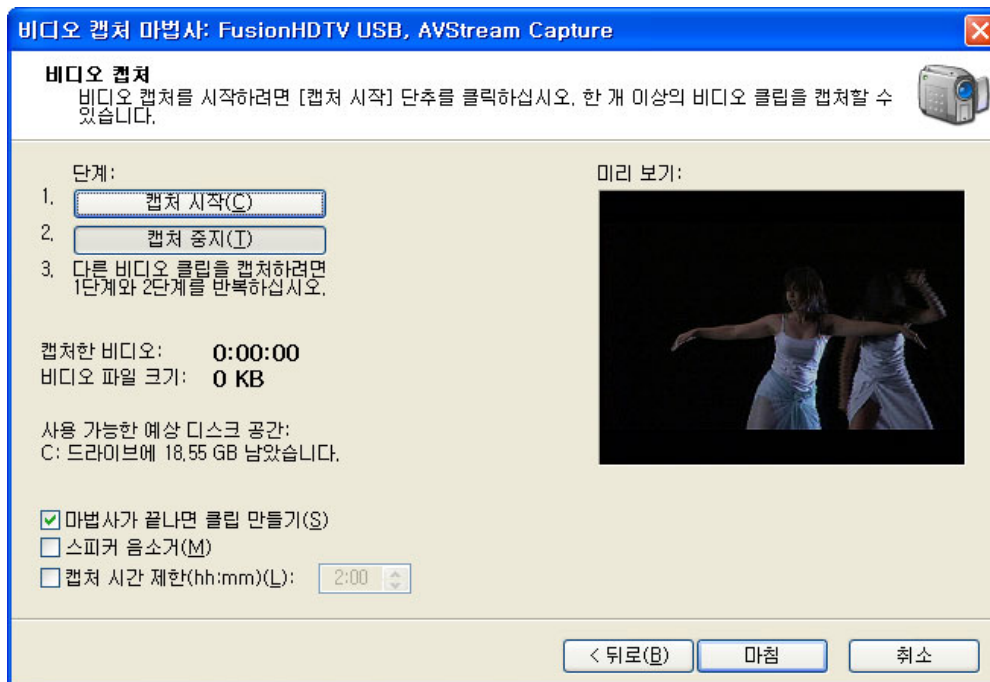 비디오 캡처 마법사: FusionHDTV USB, AVStream Capture
비디오 캡처
비디오 캡처를 시작하려면 [캡처 시작] 단추를 클릭하십시오. 한 개 이상의 비디오 클립을 캡처할 수
있습니다.
단계:
1. 캡처 시작(C)
2. 캡처 중지(T)
3. 다른 비디오 클립을 캡처하려면
1단계와 2단계를 반복하십시오.
미리 보기:
캡처한 비디오: 0:00:00
비디오 파일 크기: 0 KB
사용 가능한 예상 디스크 공간:
C: 드라이브에 18.55 GB 남았습니다.
마법사가 끝나면 클립 만들기(S)
스피커 음소거(M)
캡처 시간 제한(hh:mm)(L): 2:00
< 뒤로(B) 마침 취소